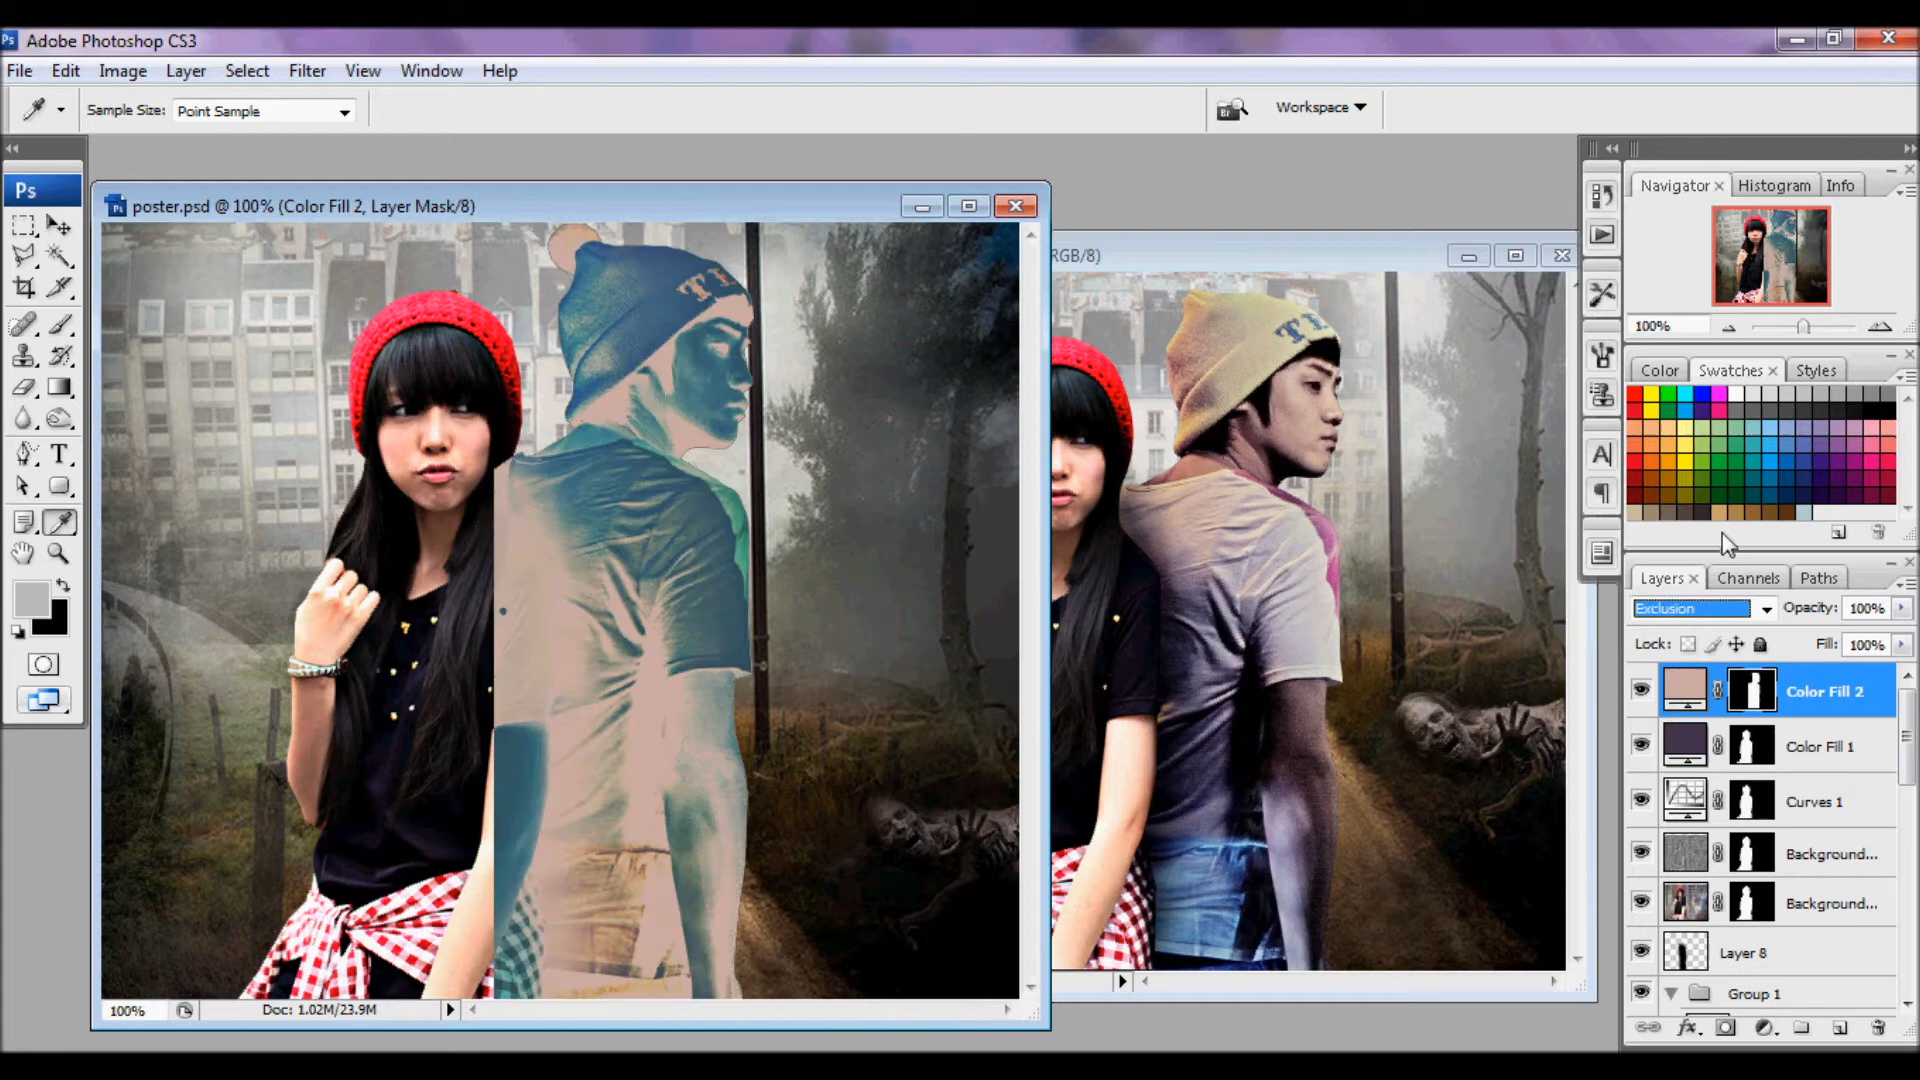 Ps Adobe Photoshop CS3
File Edit Image Layer Select Filter View Window Help
Sample Size: Point Sample
Br Workspace
Ps
poster.psd @ 100% (Color Fill 2, Layer Mask/8)
RGB/8)
100% Doc: 1.02M/23.9M
Navigator Histogram Info
100%
Color Swatches Styles
Layers Channels Paths
Exclusion Opacity: 100%
Lock: Fill: 100%
Color Fill 2
Color Fill 1
Curves 1
Background...
Background...
Layer 8
Group 1